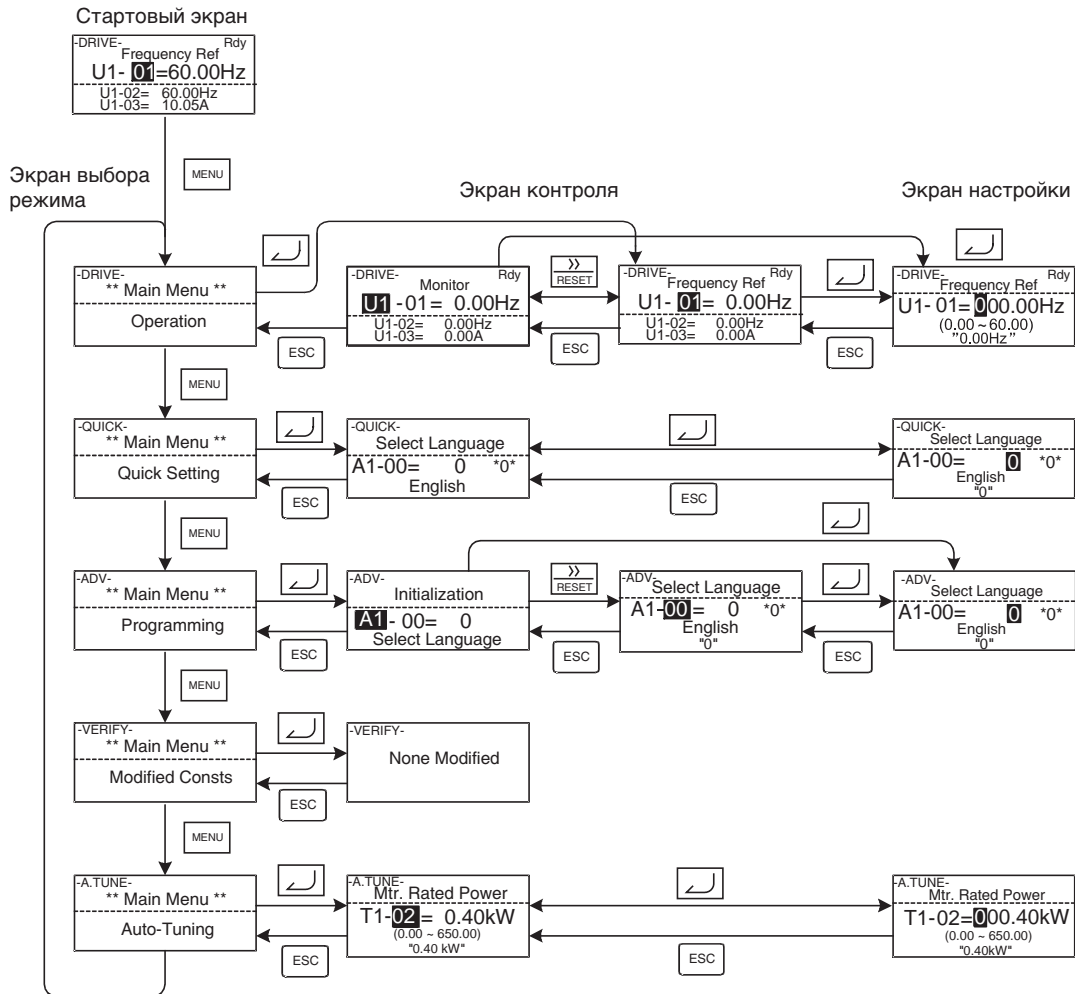 Стартовый экран
-DRIVE- Rdy
Frequency Ref
U1- 01=60.00Hz
U1-02= 60.00Hz
U1-03= 10.05A
MENU
Экран выбора
режима
Экран контроля
Экран настройки
-DRIVE-
** Main Menu **
Operation
-DRIVE- Rdy
Monitor
U1 -01= 0.00Hz
U1-02= 0.00Hz
U1-03= 0.00A
>>
RESET
-DRIVE- Rdy
Frequency Ref
U1- 01= 0.00Hz
U1-02= 0.00Hz
U1-03= 0.00A
-DRIVE- Rdy
Frequency Ref
U1- 01=000.00Hz
(0.00 ~ 60.00)
"0.00Hz"
ESC
ESC
ESC
MENU
-QUICK-
** Main Menu **
Quick Setting
-QUICK-
Select Language
A1-00= 0 *0*
English
-QUICK-
Select Language
A1-00= 0 *0*
English
"0"
ESC
ESC
MENU
-ADV-
** Main Menu **
Programming
-ADV-
Initialization
A1 - 00= 0
Select Language
>>
RESET
-ADV-
Select Language
A1-00 = 0 *0*
English
"0"
-ADV-
Select Language
A1-00= 0 *0*
English
"0"
ESC
ESC
ESC
MENU
-VERIFY-
** Main Menu **
Modified Consts
-VERIFY-
None Modified
ESC
MENU
-A.TUNE-
** Main Menu **
Auto-Tuning
-A.TUNE-
Mtr. Rated Power
T1-02 = 0.40kW
(0.00 ~ 650.00)
"0.40 kW"
-A.TUNE-
Mtr. Rated Power
T1-02=000.40kW
(0.00 ~ 650.00)
"0.40kW"
ESC
ESC